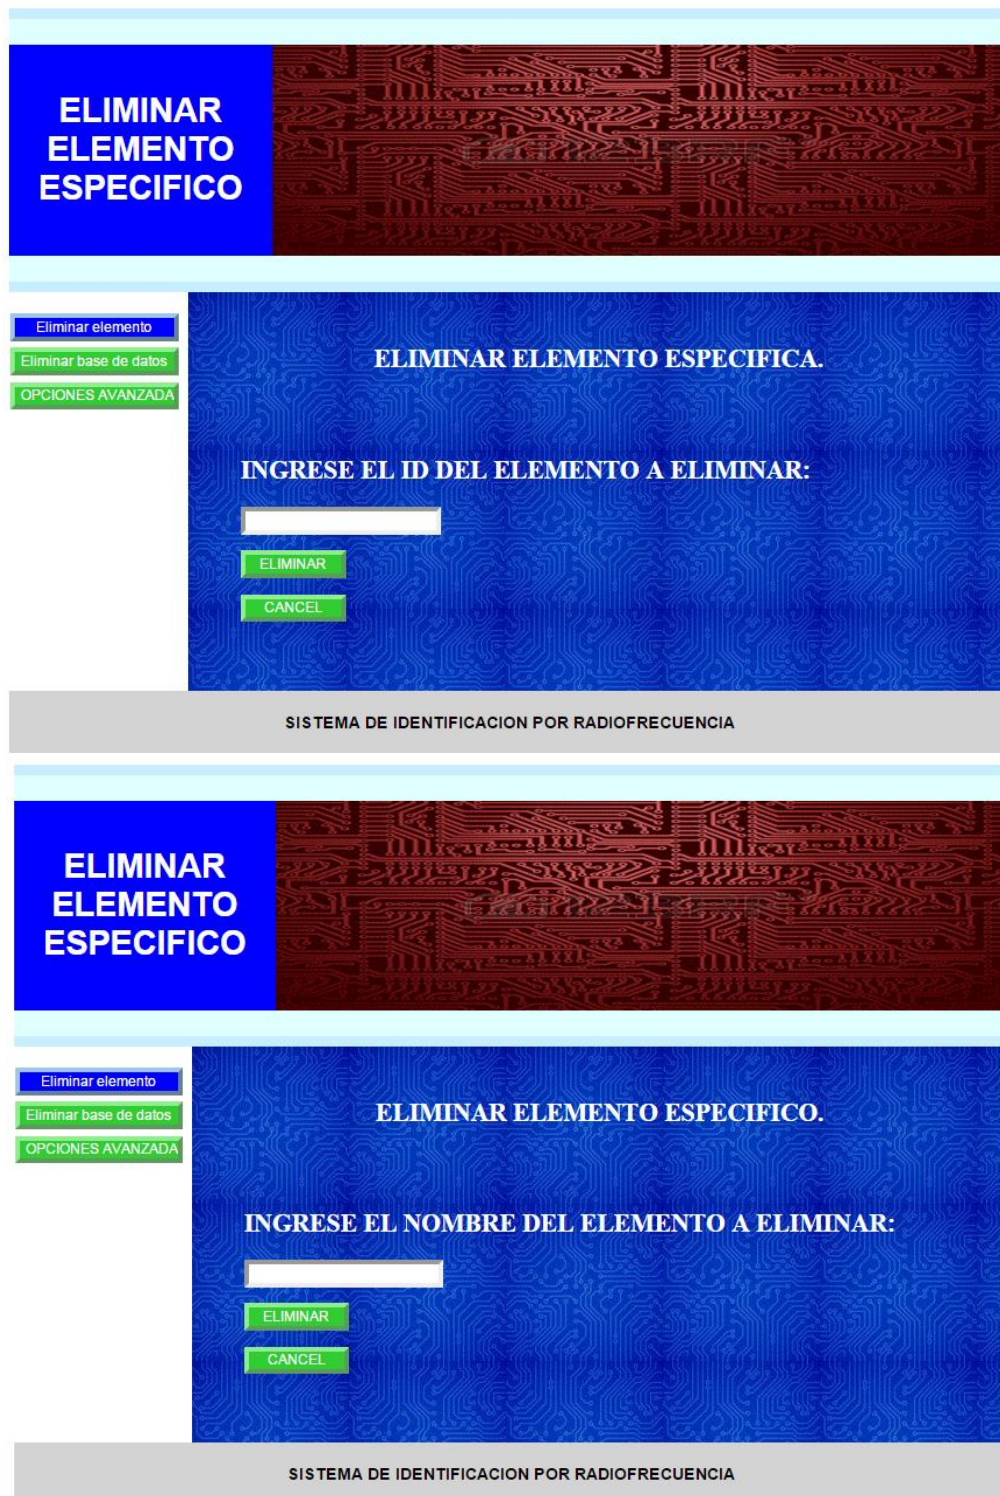 ELIMINAR
ELEMENTO
ESPECIFICO
Eliminar elemento
Eliminar base de datos
OPCIONES AVANZADA
ELIMINAR ELEMENTO ESPECIFICA.
INGRESE EL ID DEL ELEMENTO A ELIMINAR:
ELIMINAR
CANCEL
SISTEMA DE IDENTIFICACION POR RADIOFRECUENCIA
ELIMINAR
ELEMENTO
ESPECIFICO
Eliminar elemento
Eliminar base de datos
OPCIONES AVANZADA
ELIMINAR ELEMENTO ESPECIFICO.
INGRESE EL NOMBRE DEL ELEMENTO A ELIMINAR:
ELIMINAR
CANCEL
SISTEMA DE IDENTIFICACION POR RADIOFRECUENCIA